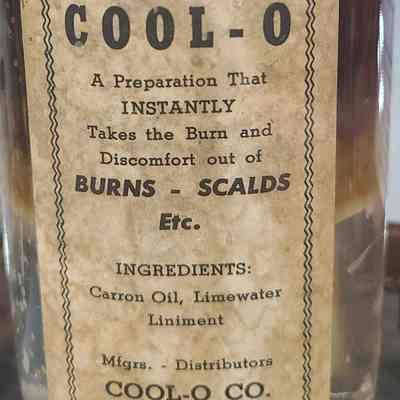 COOL-O
A Preparation That
INSTANTLY
Takes the Burn and
Discomfort out of
BURNS - SCALDS
Etc.
INGREDIENTS:
Carron Oil, Limewater
Liniment
Mfgrs. - Distributors
COOL-O CO.